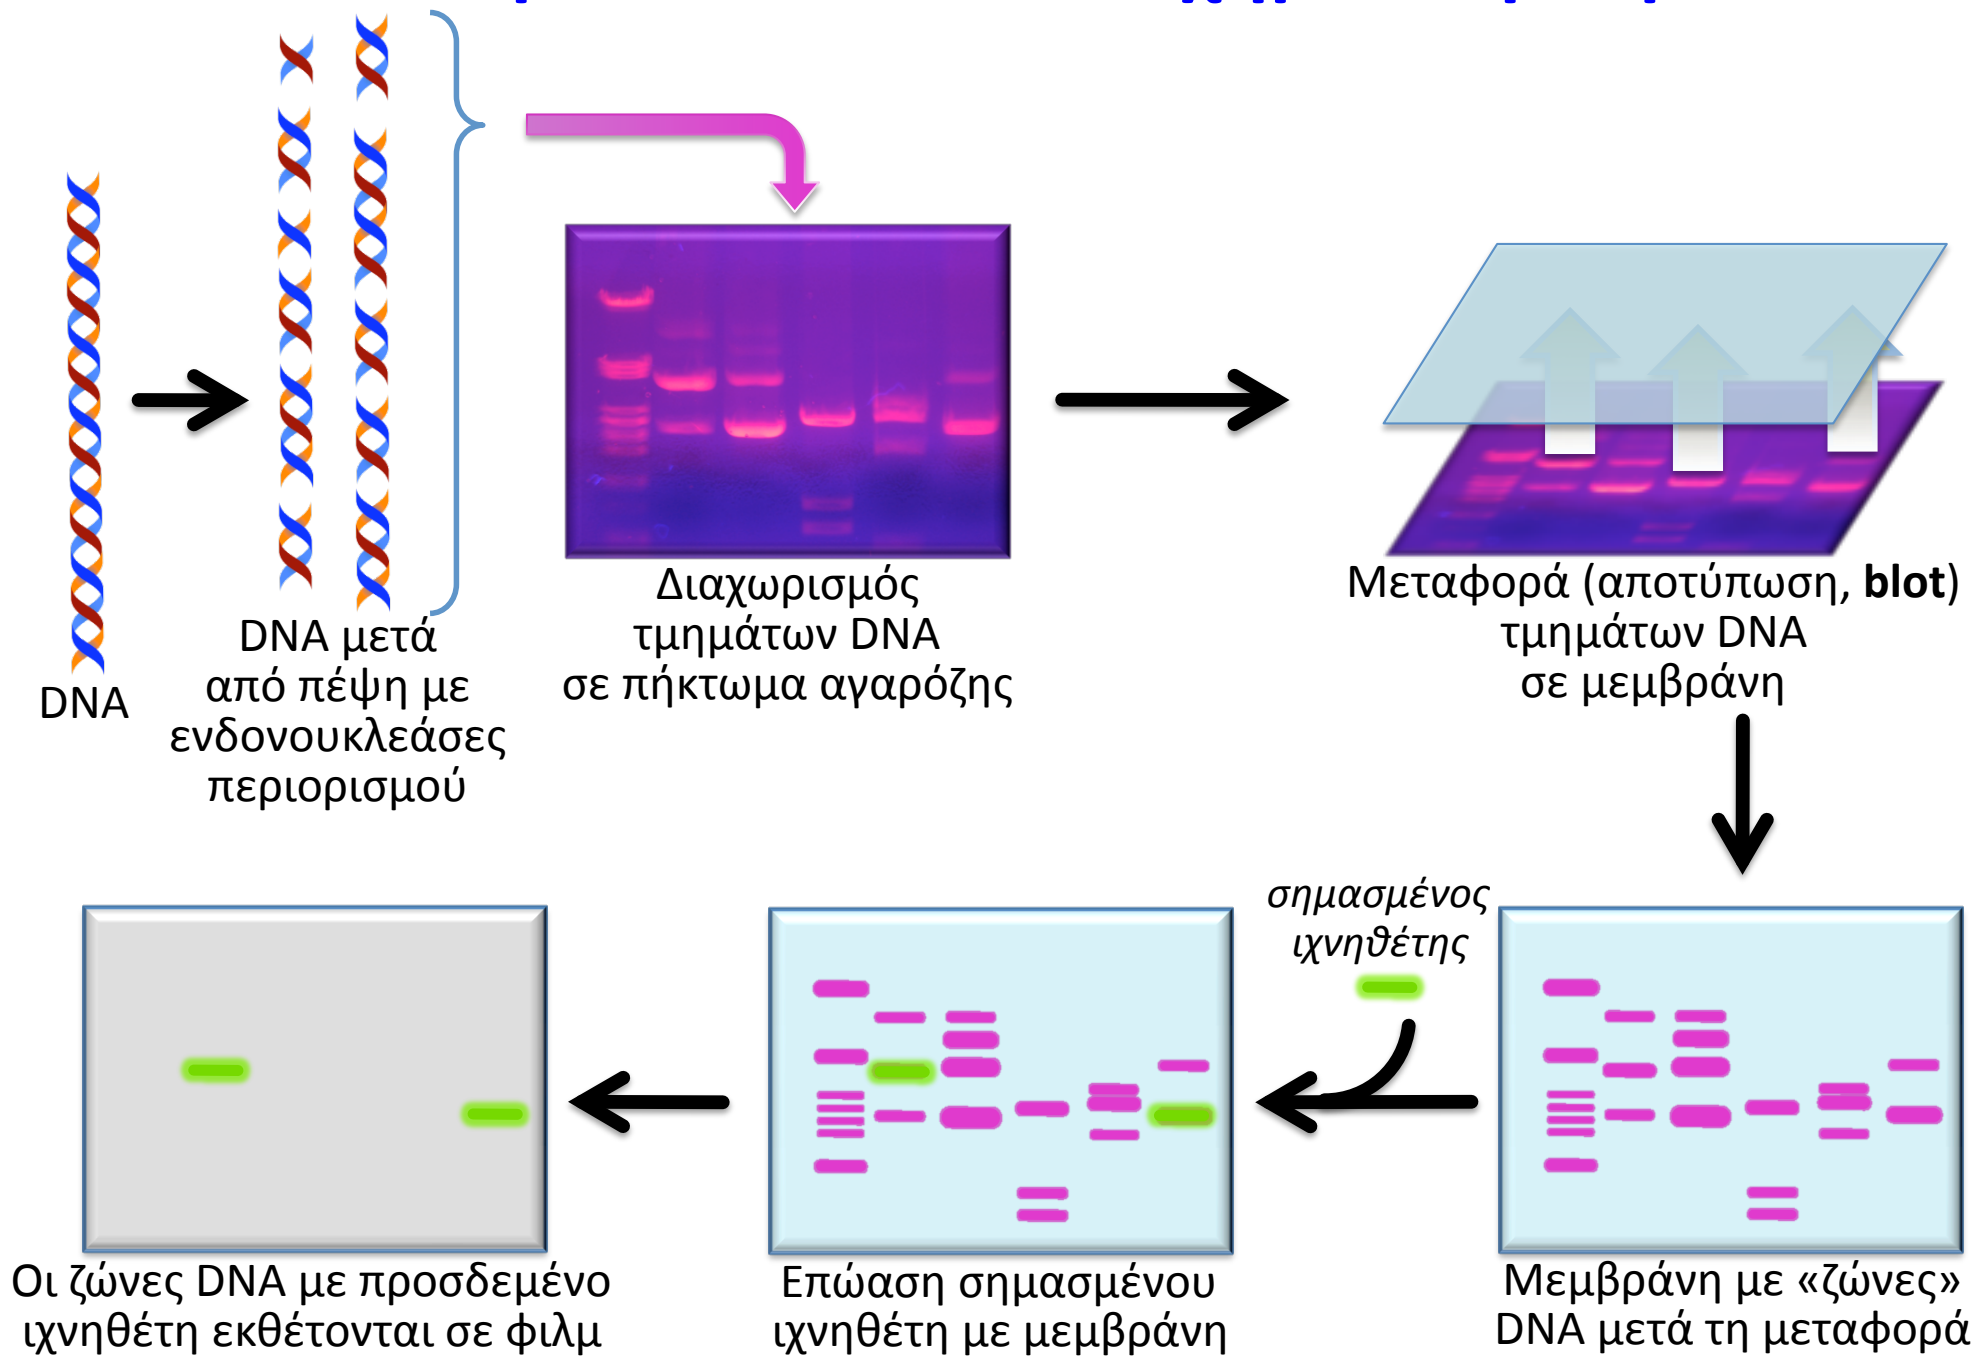 DNA
DNA μετά
από πέψη με
ενδονουκλεάσες
περιορισμού
Διαχωρισμός
τμημάτων DNA
σε πήκτωμα αγαρόζης
Μεταφορά (αποτύπωση, blot)
τμημάτων DNA
σε μεμβράνη
σημασμένος
ιχνηθέτης
Οι ζώνες DNA με προσδεμένο
ιχνηθέτη εκθέτονται σε φιλμ
Επώαση σημασμένου
ιχνηθέτη με μεμβράνη
Μεμβράνη με «ζώνες»
DNA μετά τη μεταφορά